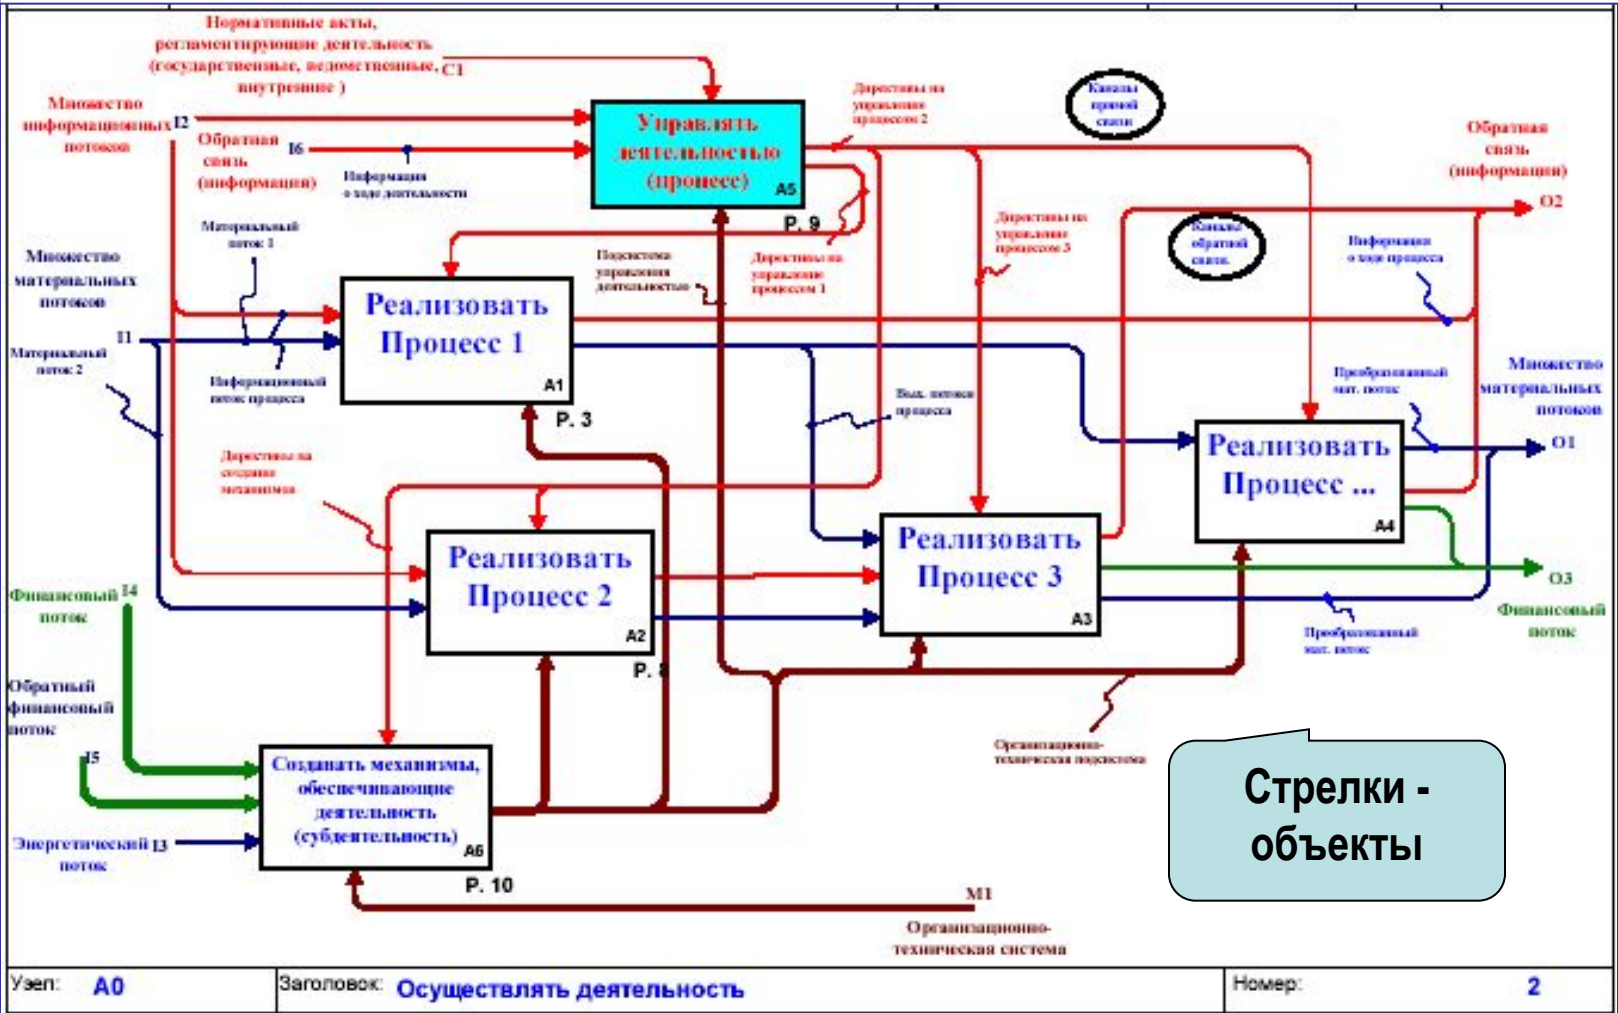 Нормативные акты,
регламентирующие деятельность
(государственные, ведомственные,
внутренние )
C1
Множество
информационных
потоков
I2
Обратная
связь
(информация)
I6
Информация
о ходе деятельности
Управлять
деятельностью
(процесс)
A5
P. 9
Директивы на
управление
процессом 2
Каналы
прямой
связи
Обратная
связь
(информация)
O2
Каналы
обратной
связи.
Информация
о ходе процесса
Директивы на
управление
процессом 3
Директивы на
управление
процессом 1
Подсистема
управления
деятельностью
Материальный
поток 1
Множество
материальных
потоков
I1
Материальный
поток 2
Информационный
поток процесса
Реализовать
Процесс 1
A1
P. 3
Вых. потоки
процесса
Преобразованный
мат. поток
Множество
материальных
потоков
O1
Реализовать
Процесс ...
A4
Директивы на
создание
механизмов
Реализовать
Процесс 2
A2
P. 8
Реализовать
Процесс 3
A3
O3
Финансовый
поток
Преобразованный
мат. поток
Финансовый
поток
I4
Обратный
финансовый
поток
I5
Энергетический
поток
I3
Создавать механизмы,
обеспечивающие
деятельность
(субдеятельность)
A6
P. 10
Организационно-
техническая подсистема
M1
Организационно-
техническая система
Стрелки -
объекты
Узел: A0
Заголовок: Осуществлять деятельность
Номер: 2